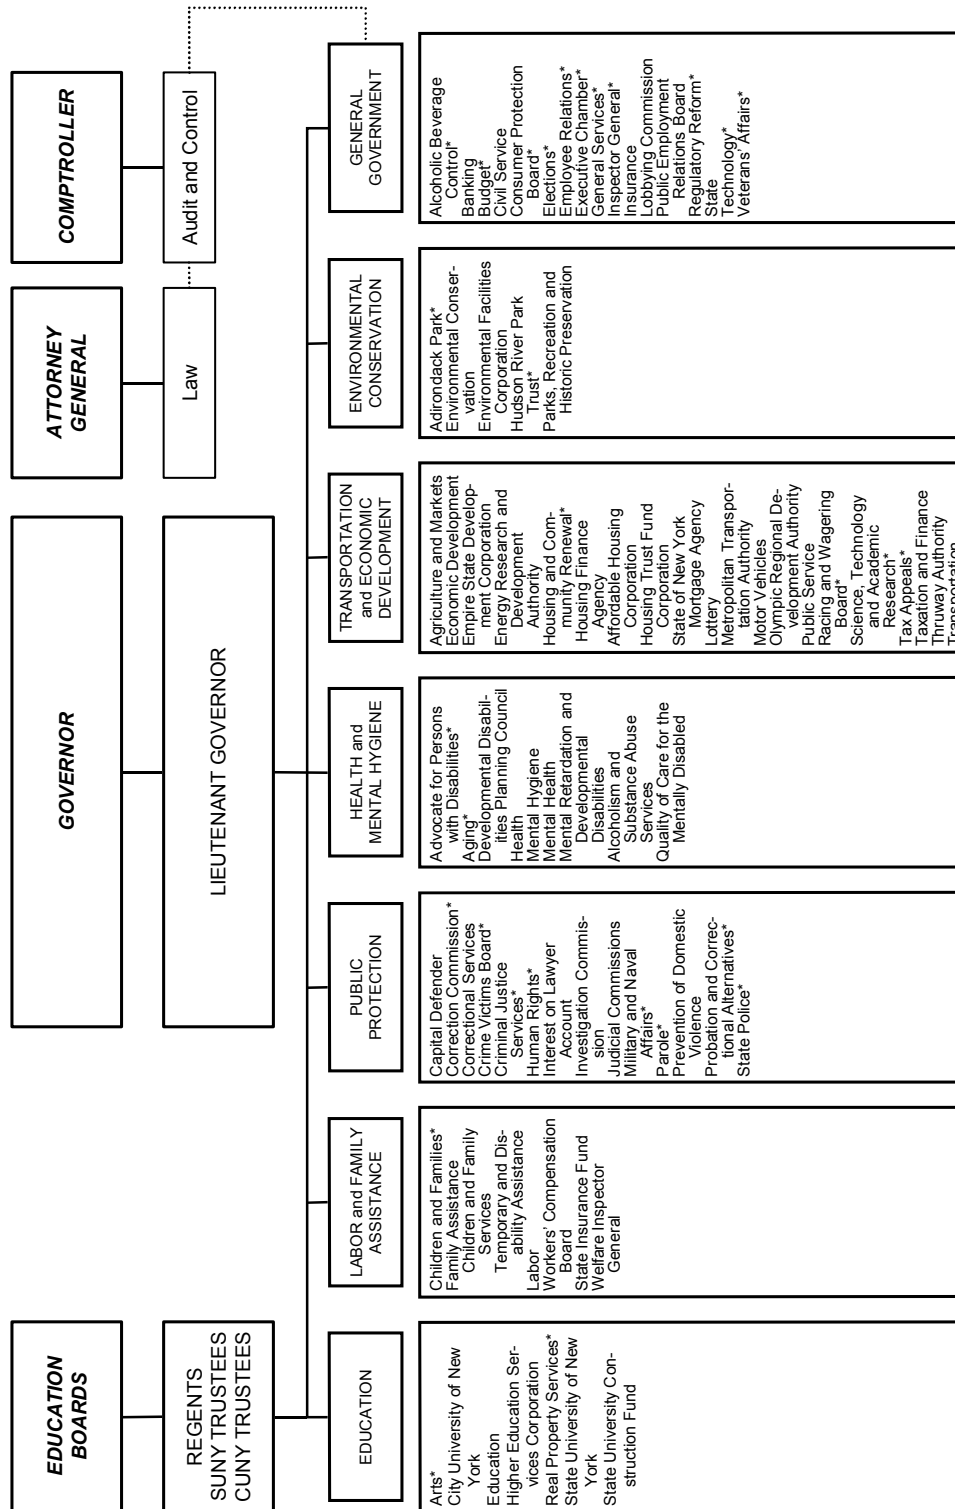 EDUCATION
BOARDS
GOVERNOR
ATTORNEY
GENERAL
COMPTROLLER
REGENTS
SUNY TRUSTEES
CUNY TRUSTEES
LIEUTENANT GOVERNOR
Law
Audit and Control
EDUCATION
LABOR and FAMILY
ASSISTANCE
PUBLIC
PROTECTION
HEALTH and
MENTAL HYGIENE
TRANSPORTATION
and ECONOMIC
DEVELOPMENT
ENVIRONMENTAL
CONSERVATION
GENERAL
GOVERNMENT
Arts*
City University of New
York
Education
Higher Education Ser-
vices Corporation
Real Property Services*
State University of New
York
State University Con-
struction Fund
Children and Families*
Family Assistance
Children and Family
Services
Temporary and Dis-
ability Assistance
Labor
Workers' Compensation
Board
State Insurance Fund
Welfare Inspector
General
Capital Defender
Correction Commission*
Correctional Services
Crime Victims Board*
Criminal Justice
Services*
Human Rights*
Interest on Lawyer
Account
Investigation Commis-
sion
Judicial Commissions
Military and Naval
Affairs*
Parole*
Prevention of Domestic
Violence
Probation and Correc-
tional Alternatives*
State Police*
Advocate for Persons
with Disabilities*
Aging*
Developmental Disabil-
ities Planning Council
Health
Mental Hygiene
Mental Health
Mental Retardation and
Developmental
Disabilities
Alcoholism and
Substance Abuse
Services
Quality of Care for the
Mentally Disabled
Agriculture and Markets
Economic Development
Empire State Develop-
ment Corporation
Energy Research and
Development
Authority
Housing and Com-
munity Renewal*
Housing Finance
Agency
Affordable Housing
Corporation
Housing Trust Fund
Corporation
State of New York
Mortgage Agency
Lottery
Metropolitan Transpor-
tation Authority
Motor Vehicles
Olympic Regional De-
velopment Authority
Public Service
Racing and Wagering
Board*
Science, Technology
and Academic
Research*
Tax Appeals*
Taxation and Finance
Thruway Authority
Transportation
Adirondack Park*
Environmental Conser-
vation
Environmental Facilities
Corporation
Hudson River Park
Trust*
Parks, Recreation and
Historic Preservation
Alcoholic Beverage
Control*
Banking
Budget*
Civil Service
Consumer Protection
Board*
Elections*
Employee Relations*
Executive Chamber*
General Services*
Inspector General*
Insurance
Lobbying Commission
Public Employment
Relations Board
Regulatory Reform*
State
Technology*
Veterans' Affairs*